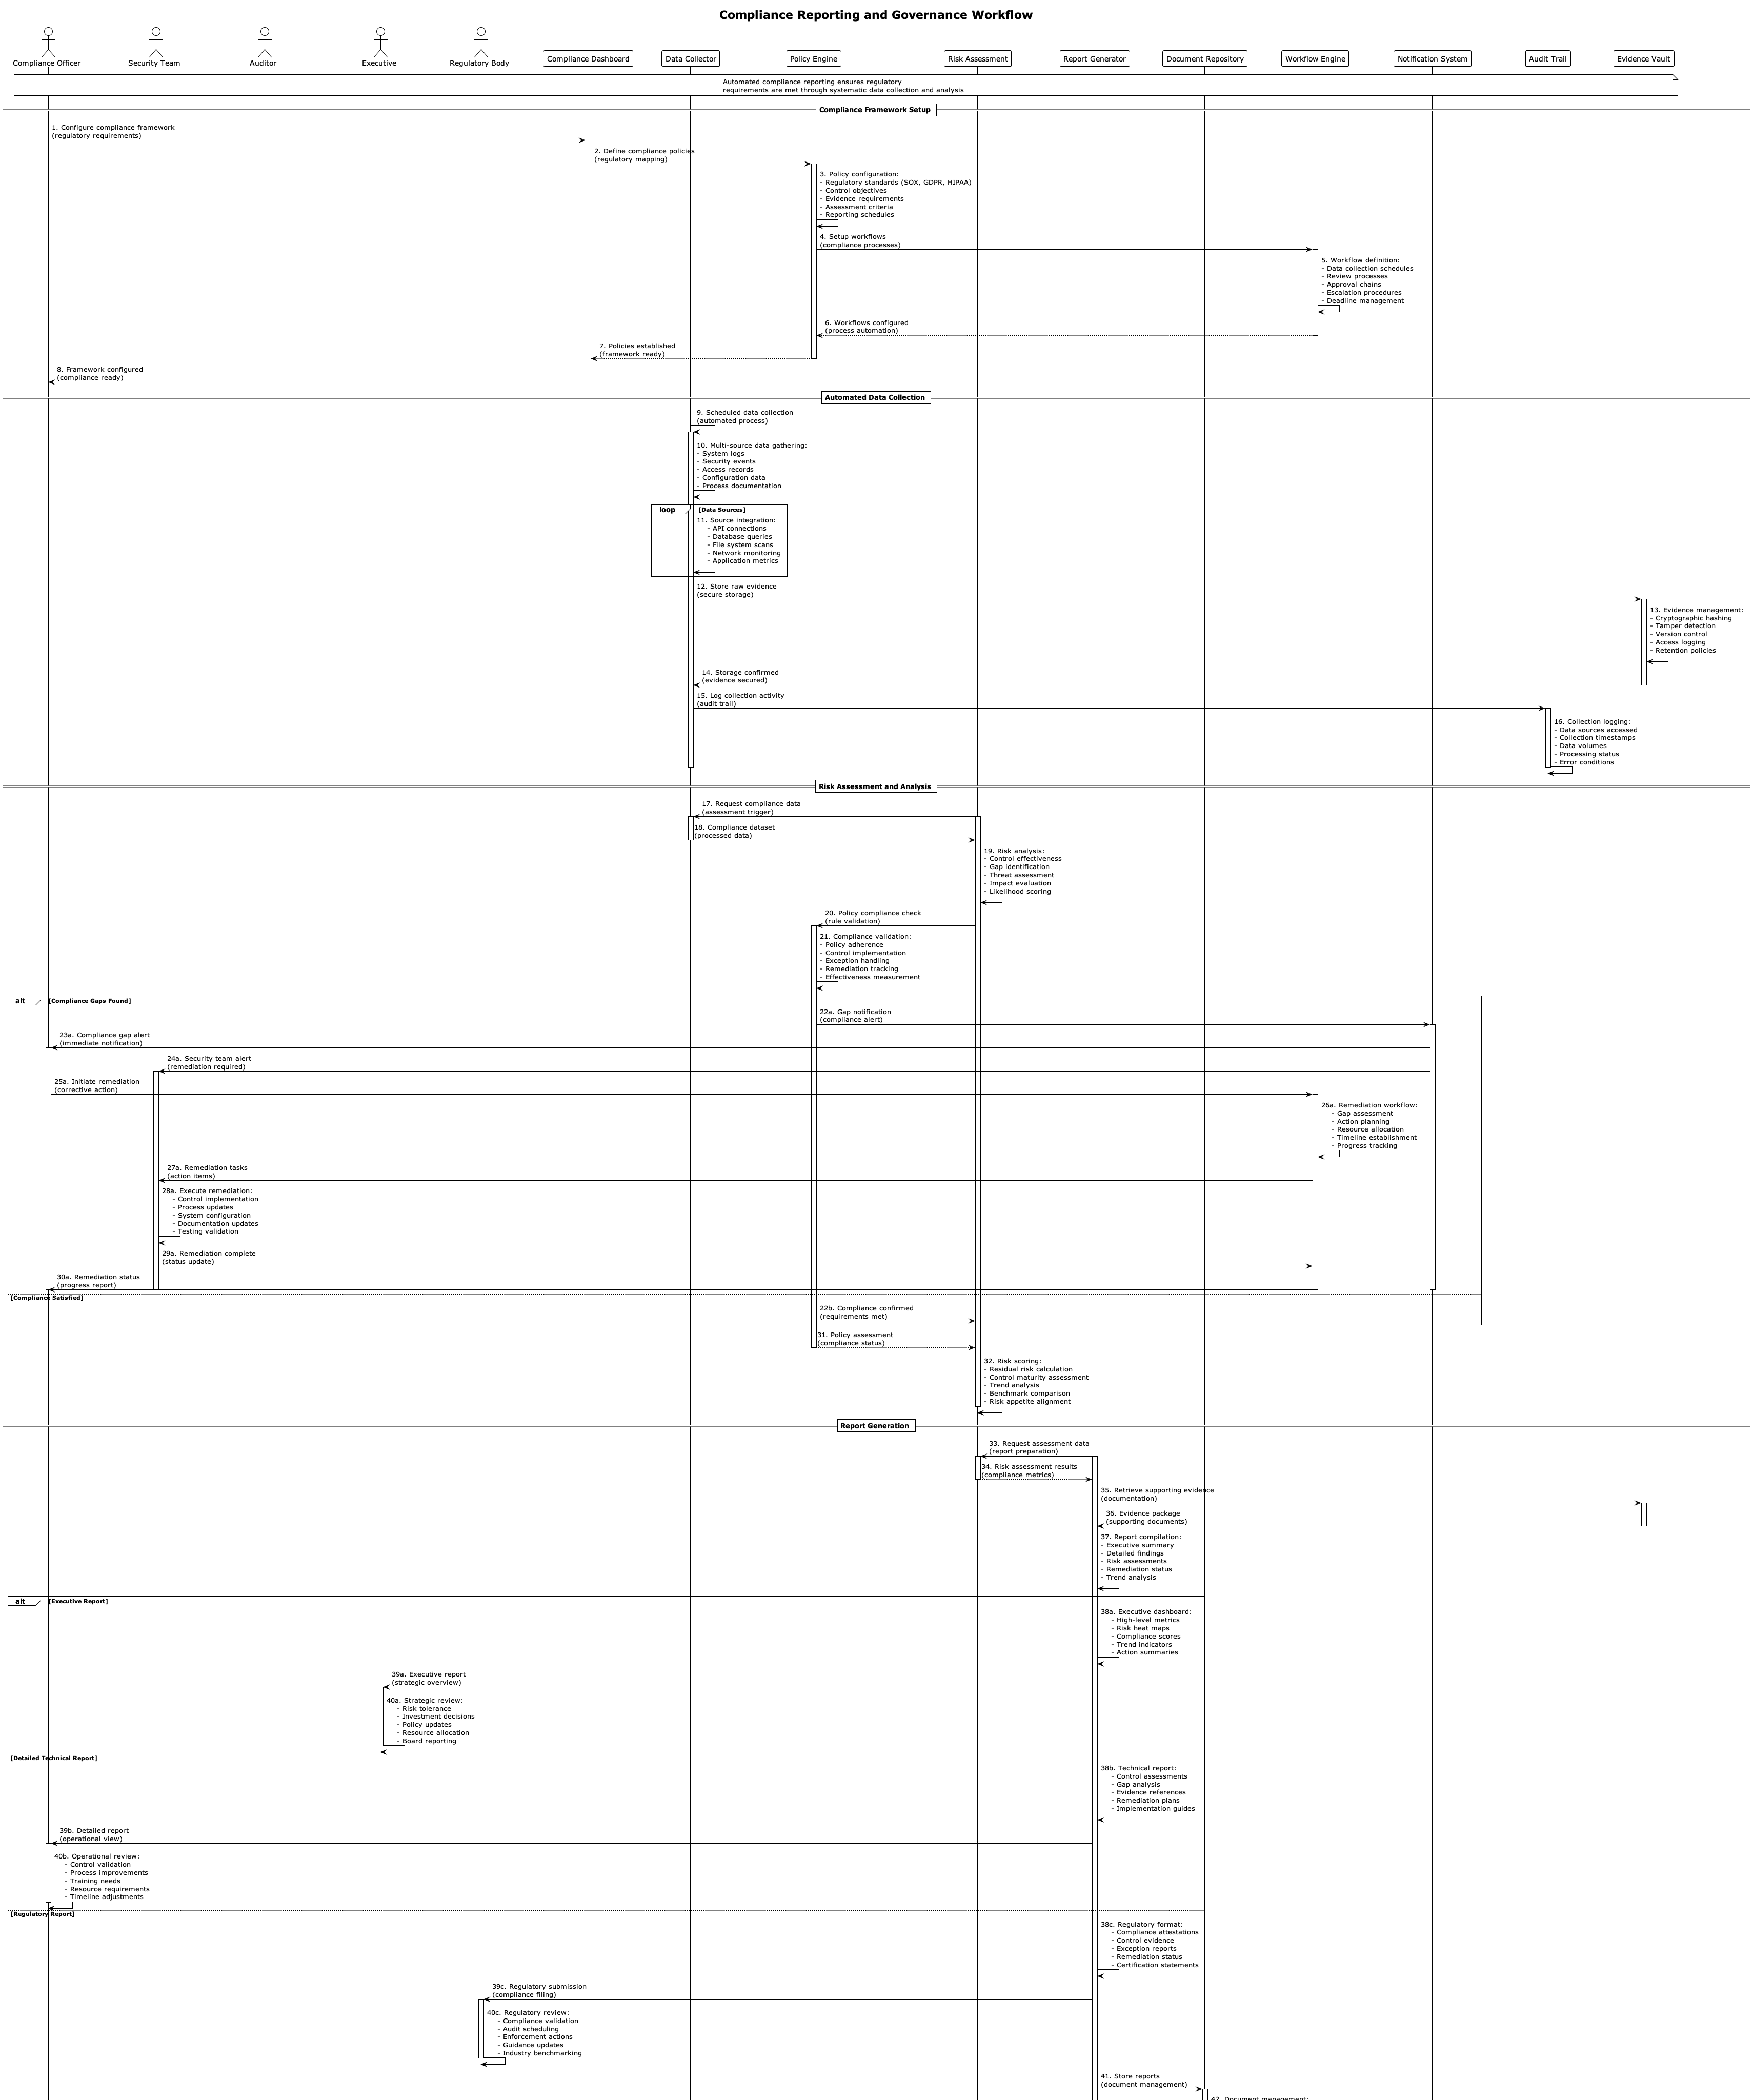 Compliance Reporting and Governance Workflow
Compliance Officer
Security Team
Auditor
Executive
Regulatory Body
Compliance Dashboard
Data Collector
Policy Engine
Risk Assessment
Report Generator
Document Repository
Workflow Engine
Notification System
Audit Trail
Evidence Vault
Automated compliance reporting ensures regulatory
requirements are met through systematic data collection and analysis
Compliance Framework Setup
1. Configure compliance framework
(regulatory requirements)
2. Define compliance policies
(regulatory mapping)
3. Policy configuration:
- Regulatory standards (SOX, GDPR, HIPAA)
- Control objectives
- Evidence requirements
- Assessment criteria
- Reporting schedules
4. Setup workflows
(compliance processes)
5. Workflow definition:
- Data collection schedules
- Review processes
- Approval chains
- Escalation procedures
- Deadline management
6. Workflows configured
(process automation)
7. Policies established
(framework ready)
8. Framework configured
(compliance ready)
Automated Data Collection
9. Scheduled data collection
(automated process)
10. Multi-source data gathering:
- System logs
- Security events
- Access records
- Configuration data
- Process documentation
loop
[Data Sources]
11. Source integration:
- API connections
- Database queries
- File system scans
- Network monitoring
- Application metrics
12. Store raw evidence
(secure storage)
13. Evidence management:
- Cryptographic hashing
- Tamper detection
- Version control
- Access logging
- Retention policies
14. Storage confirmed
(evidence secured)
15. Log collection activity
(audit trail)
16. Collection logging:
- Data sources accessed
- Collection timestamps
- Data volumes
- Processing status
- Error conditions
Risk Assessment and Analysis
17. Request compliance data
(assessment trigger)
18. Compliance dataset
(processed data)
19. Risk analysis:
- Control effectiveness
- Gap identification
- Threat assessment
- Impact evaluation
- Likelihood scoring
20. Policy compliance check
(rule validation)
21. Compliance validation:
- Policy adherence
- Control implementation
- Exception handling
- Remediation tracking
- Effectiveness measurement
alt
[Compliance Gaps Found]
22a. Gap notification
(compliance alert)
23a. Compliance gap alert
(immediate notification)
24a. Security team alert
(remediation required)
25a. Initiate remediation
(corrective action)
26a. Remediation workflow:
- Gap assessment
- Action planning
- Resource allocation
- Timeline establishment
- Progress tracking
27a. Remediation tasks
(action items)
28a. Execute remediation:
- Control implementation
- Process updates
- System configuration
- Documentation updates
- Testing validation
29a. Remediation complete
(status update)
30a. Remediation status
(progress report)
[Compliance Satisfied]
22b. Compliance confirmed
(requirements met)
31. Policy assessment
(compliance status)
32. Risk scoring:
- Residual risk calculation
- Control maturity assessment
- Trend analysis
- Benchmark comparison
- Risk appetite alignment
Report Generation
33. Request assessment data
(report preparation)
34. Risk assessment results
(compliance metrics)
35. Retrieve supporting evidence
(documentation)
36. Evidence package
(supporting documents)
37. Report compilation:
- Executive summary
- Detailed findings
- Risk assessments
- Remediation status
- Trend analysis
alt
[Executive Report]
38a. Executive dashboard:
- High-level metrics
- Risk heat maps
- Compliance scores
- Trend indicators
- Action summaries
39a. Executive report
(strategic overview)
40a. Strategic review:
- Risk tolerance
- Investment decisions
- Policy updates
- Resource allocation
- Board reporting
[Detailed Technical Report]
38b. Technical report:
- Control assessments
- Gap analysis
- Evidence references
- Remediation plans
- Implementation guides
39b. Detailed report
(operational view)
40b. Operational review:
- Control validation
- Process improvements
- Training needs
- Resource requirements
- Timeline adjustments
[Regulatory Report]
38c. Regulatory format:
- Compliance attestations
- Control evidence
- Exception reports
- Remediation status
- Certification statements
39c. Regulatory submission
(compliance filing)
40c. Regulatory review:
- Compliance validation
- Audit scheduling
- Enforcement actions
- Guidance updates
- Industry benchmarking
41. Store reports
(document management)
42. Document management: